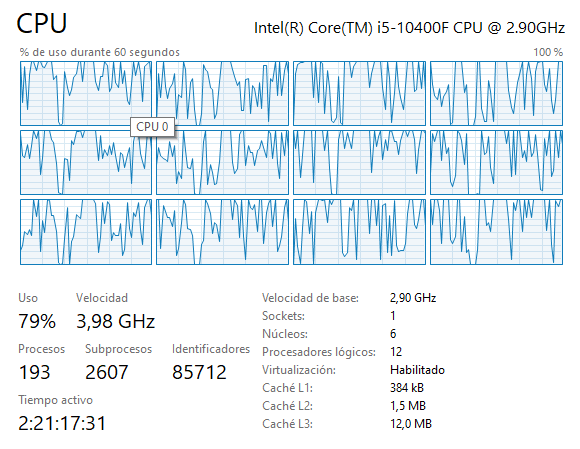 CPU
Intel(R) Core(TM) i5-10400F CPU @ 2.90GHz
% de uso durante 60 segundos
100 %
CPU 0
Uso
Velocidad
79%
3,98 GHz
Procesos
Subprocesos
Identificadores
193
2607
85712
Tiempo activo
2:21:17:31
Velocidad de base: 2,90 GHz
Sockets: 1
Núcleos: 6
Procesadores lógicos: 12
Virtualización: Habilitado
Caché L1: 384 kB
Caché L2: 1,5 MB
Caché L3: 12,0 MB